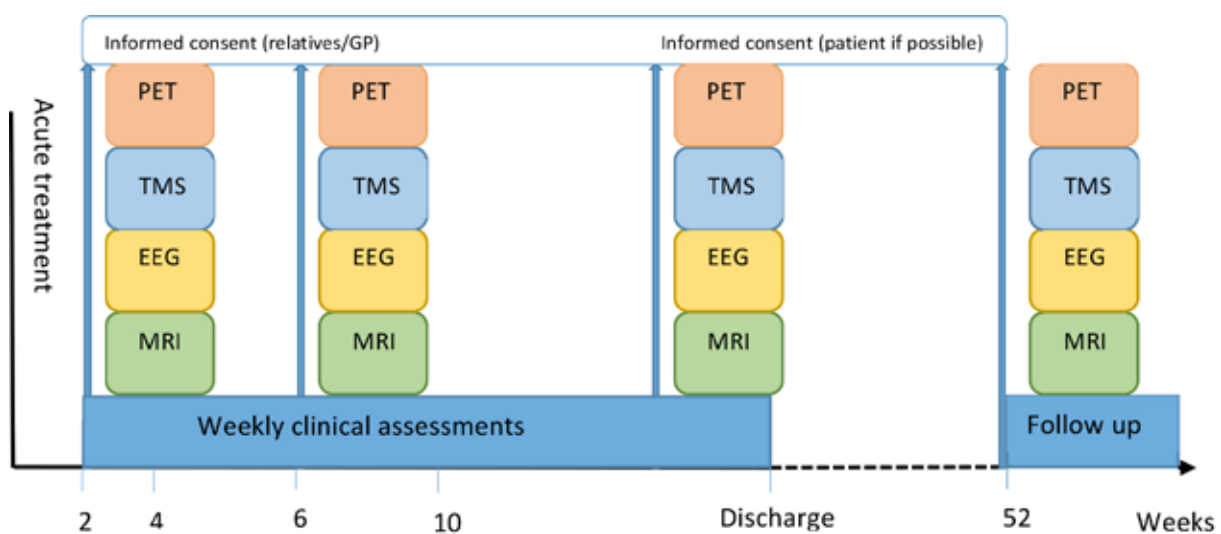 Informed consent (relatives/GP)
Informed consent (patient if possible)
Acute treatment
PET
PET
PET
PET
TMS
TMS
TMS
TMS
EEG
EEG
EEG
EEG
MRI
MRI
MRI
MRI
Weekly clinical assessments
Follow up
2
4
6
10
Discharge
52
Weeks